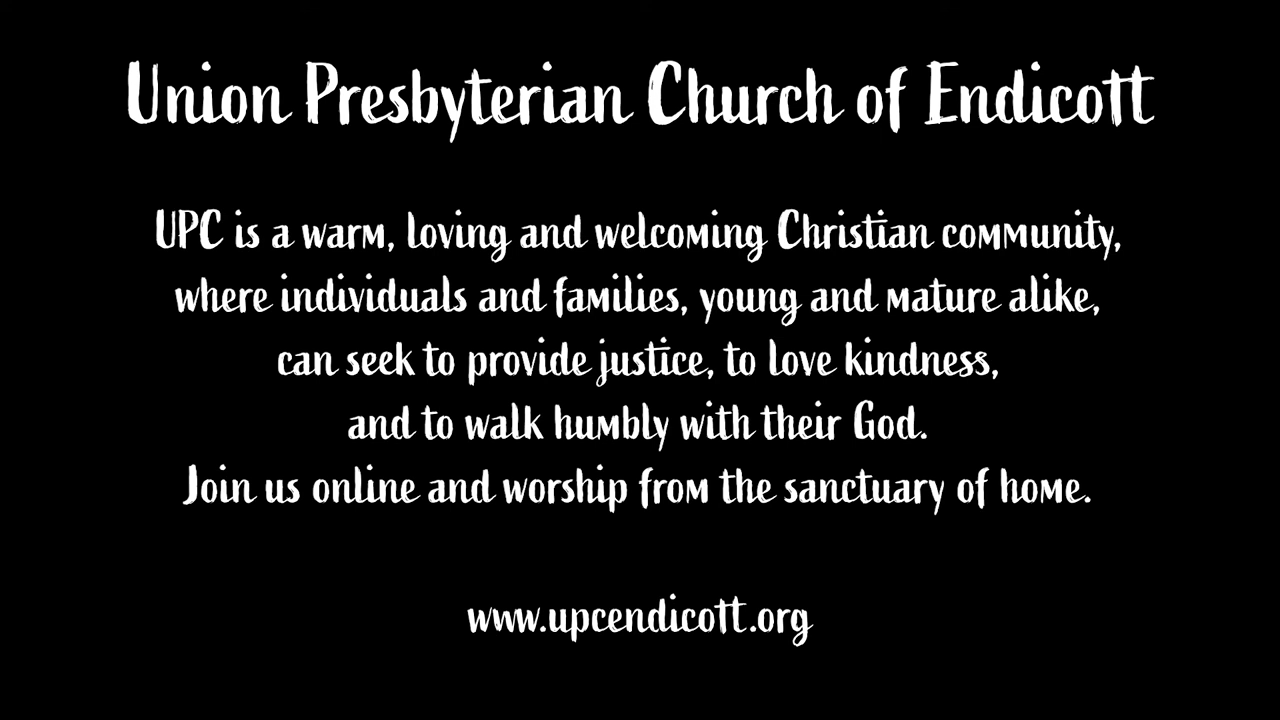 Union Presbyterian Church of Endicott
UPC is a warm, loving and welcoming Christian community,
where individuals and families, young and mature alike,
can seek to provide justice, to love kindness,
and to walk humbly with their God.
Join us online and worship from the sanctuary of home.
www.upcendicott.org